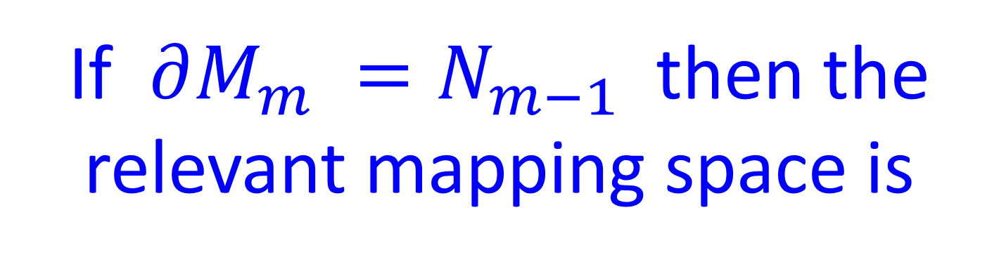 If ∂M_m = N_{m−1} then the
relevant mapping space is